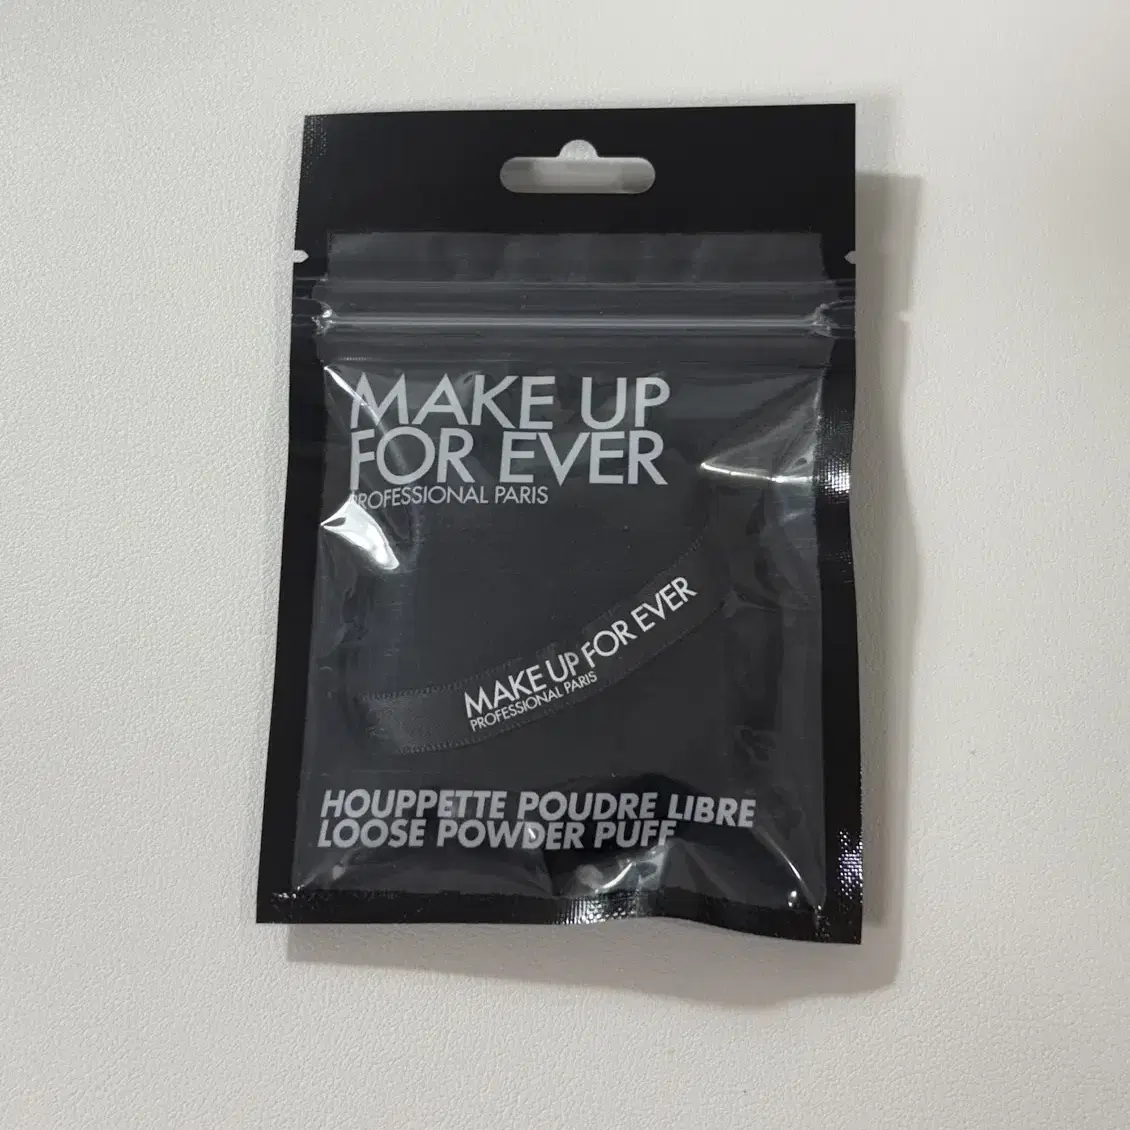 MAKE UP
FOR EVER
PROFESSIONAL PARIS
MAKE UP FOR EVER
PROFESSIONAL PARIS
HOUPPETTE POUDRE LIBRE
LOOSE POWDER PUFF